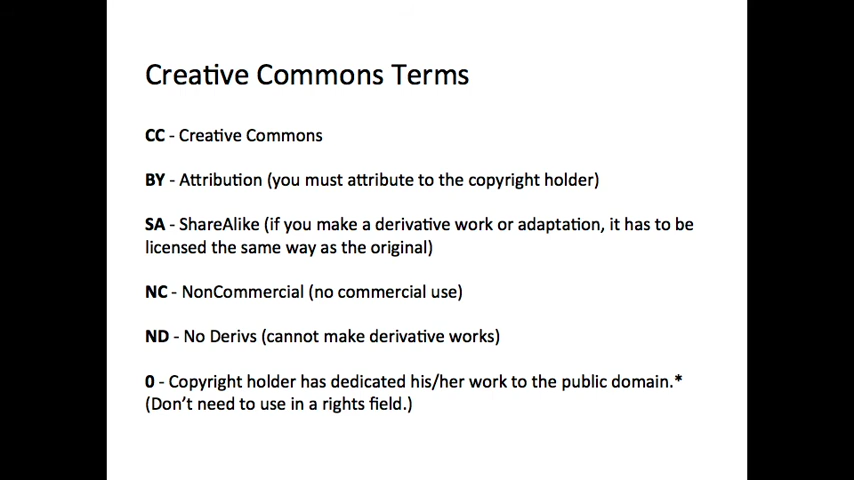 Creative Commons Terms
CC - Creative Commons
BY - Attribution (you must attribute to the copyright holder)
SA - ShareAlike (if you make a derivative work or adaptation, it has to be
licensed the same way as the original)
NC - NonCommercial (no commercial use)
ND - No Derivs (cannot make derivative works)
0 - Copyright holder has dedicated his/her work to the public domain.*
(Don’t need to use in a rights field.)